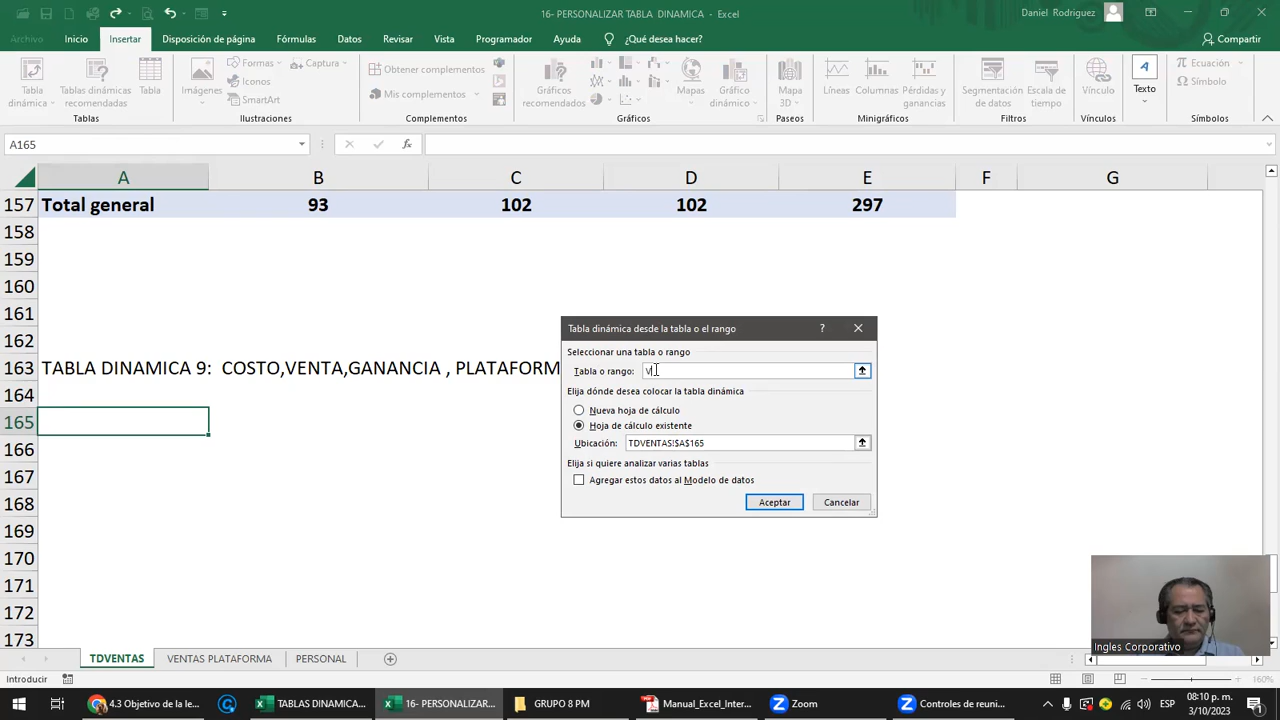 16- PERSONALIZAR TABLA  DINAMICA - Excel
Daniel Rodriguez
Archivo Inicio Insertar Disposición de página Fórmulas Datos Revisar Vista Programador Ayuda ¿Qué desea hacer? Compartir
Tabla dinámica
Tablas dinámicas recomendadas
Tabla
Tablas
Imágenes
Formas
Iconos
SmartArt
Captura
Ilustraciones
Obtener complementos
Mis complementos
Complementos
Gráficos recomendados
Mapas
Gráfico dinámico
Gráficos
Mapa 3D
Paseos
Líneas
Columnas
Pérdidas y ganancias
Minigráficos
Segmentación de datos
Escala de tiempo
Filtros
Vínculo
Vínculos
Texto
Ecuación
Símbolo
Símbolos
A165
fx
A B C D E F G
157 Total general 93 102 102 297
158
159
160
161
162
163 TABLA DINAMICA 9:  COSTO,VENTA,GANANCIA , PLATAFORM
164
165
166
167
168
169
170
171
172
173
Tabla dinámica desde la tabla o el rango ?
Seleccionar una tabla o rango
Tabla o rango: V
Elija dónde desea colocar la tabla dinámica
Nueva hoja de cálculo
Hoja de cálculo existente
Ubicación: TDVENTAS!$A$165
Elija si quiere analizar varias tablas
Agregar estos datos al Modelo de datos
Aceptar Cancelar
Ingles Corporativo
TDVENTAS VENTAS PLATAFORMA PERSONAL
Introducir
160%
4.3 Objetivo de la le... TABLAS DINAMICA... 16- PERSONALIZAR... GRUPO 8 PM Manual_Excel_Inter... Zoom Controles de reuni... ESP
08:10 p. m.
3/10/2023